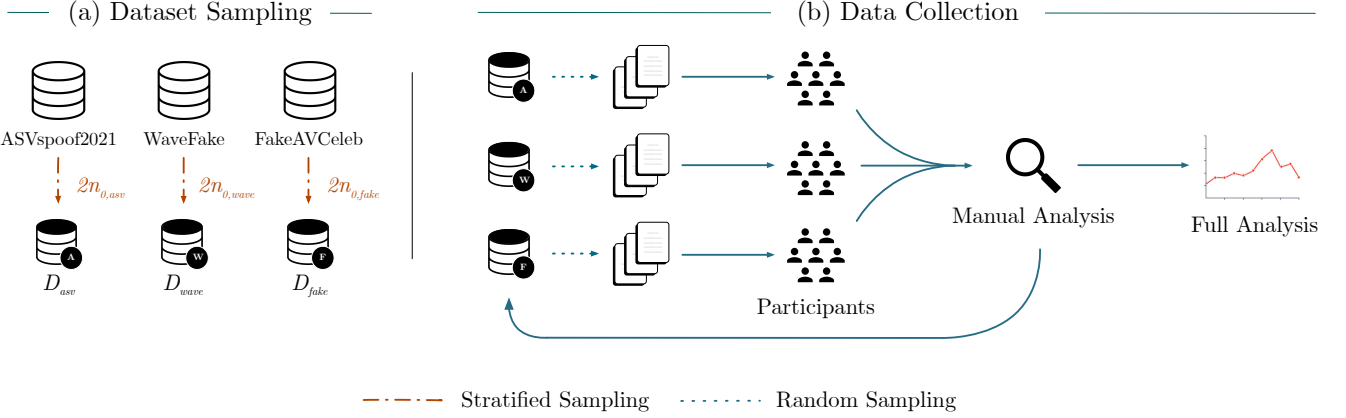 (a) Dataset Sampling
(b) Data Collection
ASVspoof2021 WaveFake FakeAVCeleb
2n0,asv 2n0,wave 2n0,fake
A W F
Dasv Dwave Dfake
A
W
F
Participants
Manual Analysis
Full Analysis
Stratified Sampling Random Sampling